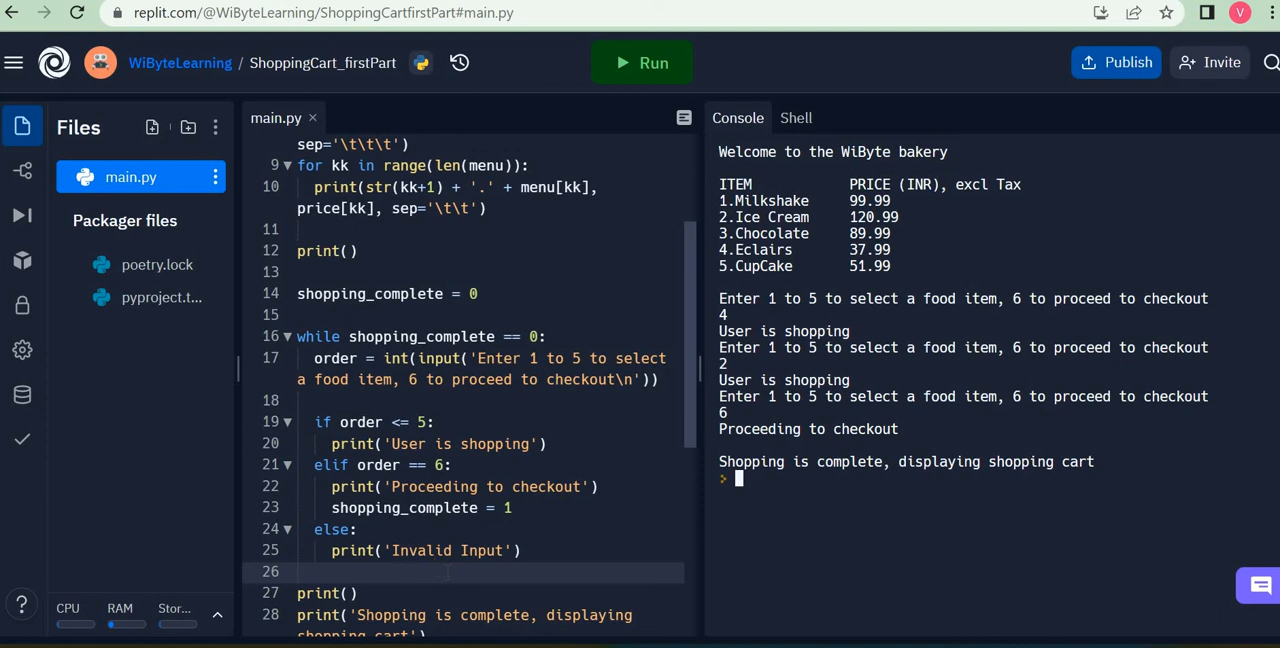 replit.com/@WiByteLearning/ShoppingCartfirstPart#main.py
V
WiByteLearning / ShoppingCart_firstPart
Run
Publish
Invite
Files
main.py
Packager files
poetry.lock
pyproject.t...
?
CPU RAM Stor...
main.py ×
sep='\t\t\t')
9 for kk in range(len(menu)):
10 print(str(kk+1) + '.' + menu[kk],
price[kk], sep='\t\t')
11
12 print()
13
14 shopping_complete = 0
15
16 while shopping_complete == 0:
17 order = int(input('Enter 1 to 5 to select
a food item, 6 to proceed to checkout\n'))
18
19 if order <= 5:
20 print('User is shopping')
21 elif order == 6:
22 print('Proceeding to checkout')
23 shopping_complete = 1
24 else:
25 print('Invalid Input')
26
27 print()
28 print('Shopping is complete, displaying
shopping cart')
Console Shell
Welcome to the WiByte bakery
ITEM PRICE (INR), excl Tax
1.Milkshake 99.99
2.Ice Cream 120.99
3.Chocolate 89.99
4.Eclairs 37.99
5.CupCake 51.99
Enter 1 to 5 to select a food item, 6 to proceed to checkout
4
User is shopping
Enter 1 to 5 to select a food item, 6 to proceed to checkout
2
User is shopping
Enter 1 to 5 to select a food item, 6 to proceed to checkout
6
Proceeding to checkout
Shopping is complete, displaying shopping cart